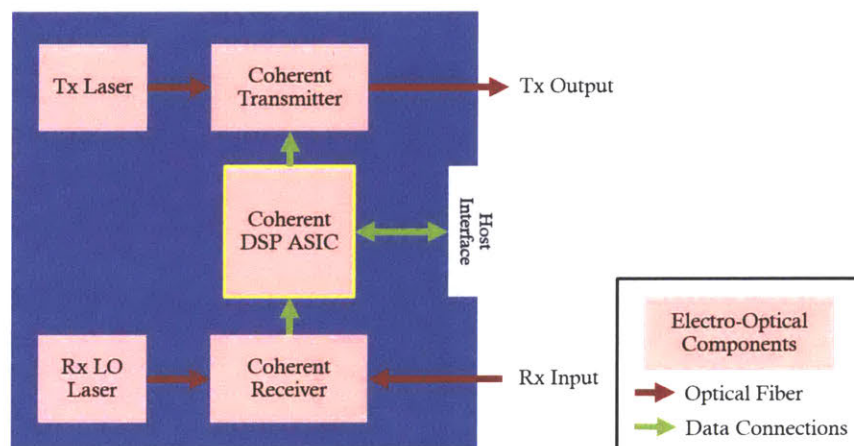 Tx Laser
Coherent
Transmitter
Tx Output
Coherent
DSP ASIC
Host
Interface
Rx LO
Laser
Coherent
Receiver
Rx Input
Electro-Optical
Components
Optical Fiber
Data Connections